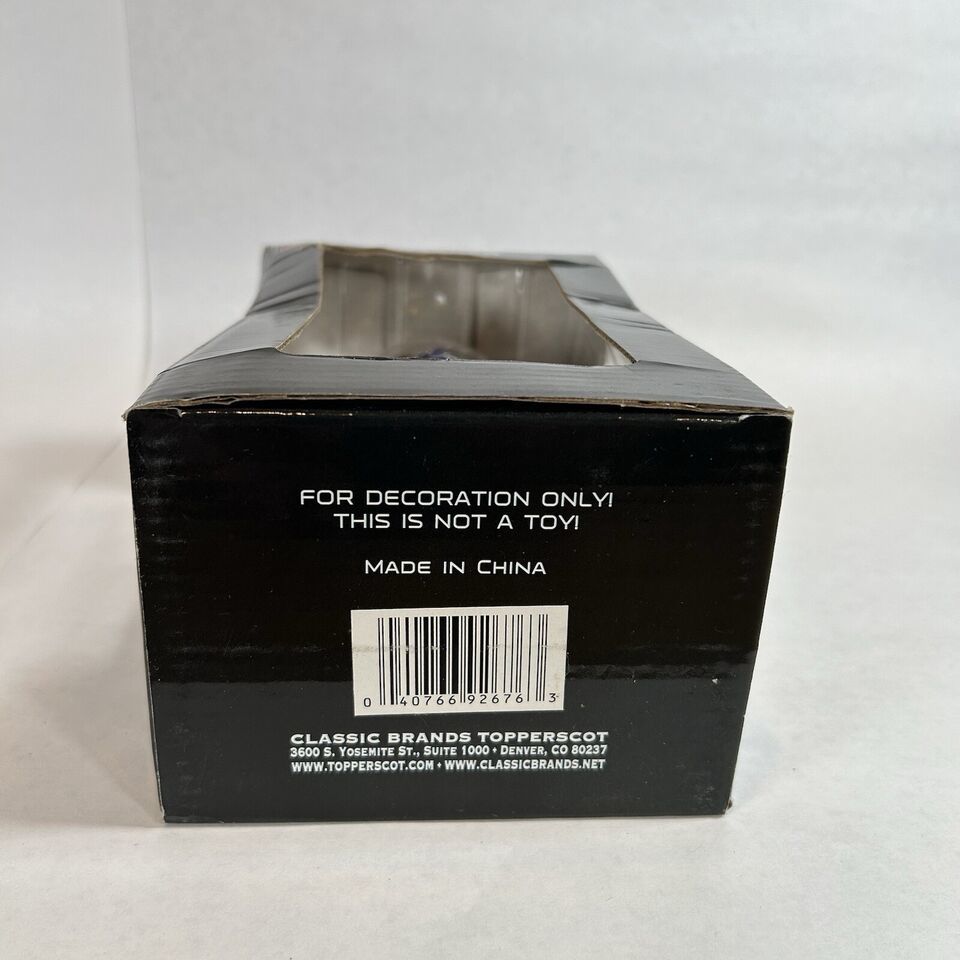 FOR DECORATION ONLY!
THIS IS NOT A TOY!
MADE IN CHINA
0 40766 92676 3
CLASSIC BRANDS TOPPERSCOT
3600 S. YOSEMITE ST., SUITE 1000 • DENVER, CO 80237
WWW.TOPPERSCOT.COM • WWW.CLASSICBRANDS.NET